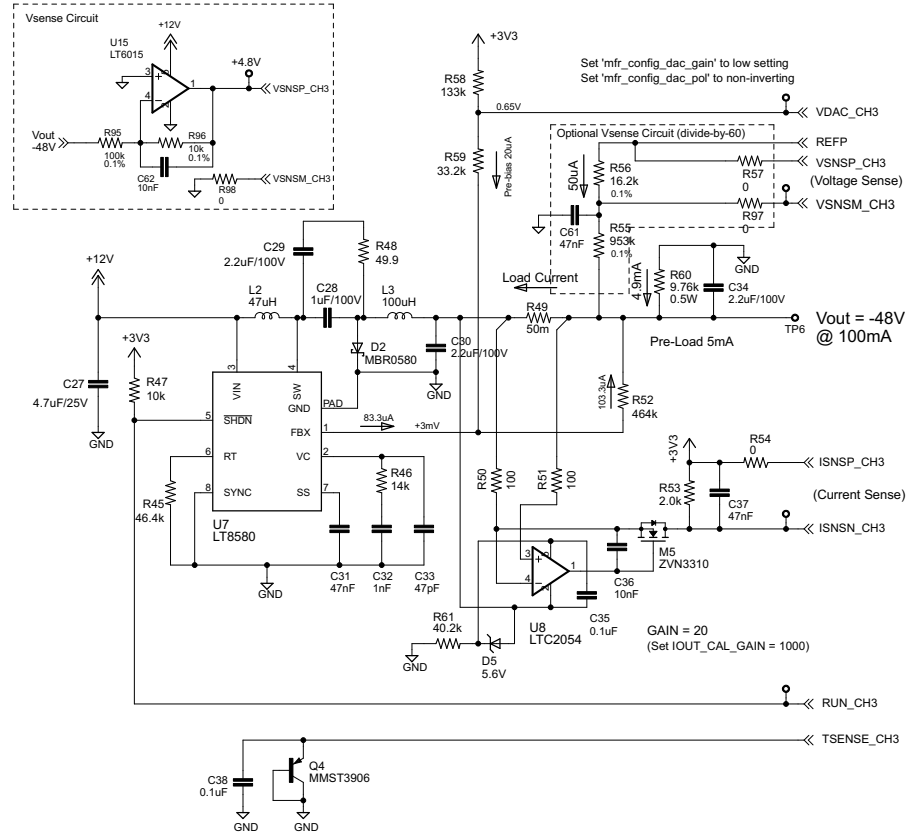 Vsense Circuit
+12V
U15
LT6015
+4.8V
3
5
1
4
2
VSNSP_CH3
Vout
-48V
R95
100k
0.1%
R96
10k
0.1%
C62
10nF
R98
0
VSNSM_CH3
+3V3
R58
133k
Set 'mfr_config_dac_gain' to low setting
Set 'mfr_config_dac_pol' to non-inverting
0.65V
VDAC_CH3
Optional Vsense Circuit (divide-by-60)
REFP
R59
33.2k
Pre-bias 20uA
50uA
R56
16.2k
0.1%
R57
0
VSNSP_CH3
(Voltage Sense)
R97
0
VSNSM_CH3
C61
47nF
R55
953k
0.1%
C29
2.2uF/100V
R48
49.9
+12V
L2
47uH
C28
1uF/100V
L3
100uH
Load Current
R49
50m
4.9mA
R60
9.76k
0.5W
GND
C34
2.2uF/100V
TP6
Vout = -48V
@ 100mA
Pre-Load 5mA
+3V3
D2
MBR0580
C30
2.2uF/100V
GND
C27
4.7uF/25V
GND
R47
10k
3
VIN
4
SW
GND
PAD
5
SHDN
FBX
1
83.3uA
+3mV
103.3uA
R52
464k
6
RT
VC
2
8
SYNC
SS
7
R45
46.4k
U7
LT8580
R46
14k
C31
47nF
C32
1nF
C33
47pF
GND
R50
100
R51
100
+3V3
R54
0
ISNSP_CH3
R53
2.0k
C37
47nF
(Current Sense)
ISNSN_CH3
M5
ZVN3310
3
5
1
4
2
C36
10nF
U8
LTC2054
C35
0.1uF
R61
40.2k
GND
D5
5.6V
GAIN = 20
(Set IOUT_CAL_GAIN = 1000)
RUN_CH3
TSENSE_CH3
C38
0.1uF
Q4
MMST3906
GND
GND